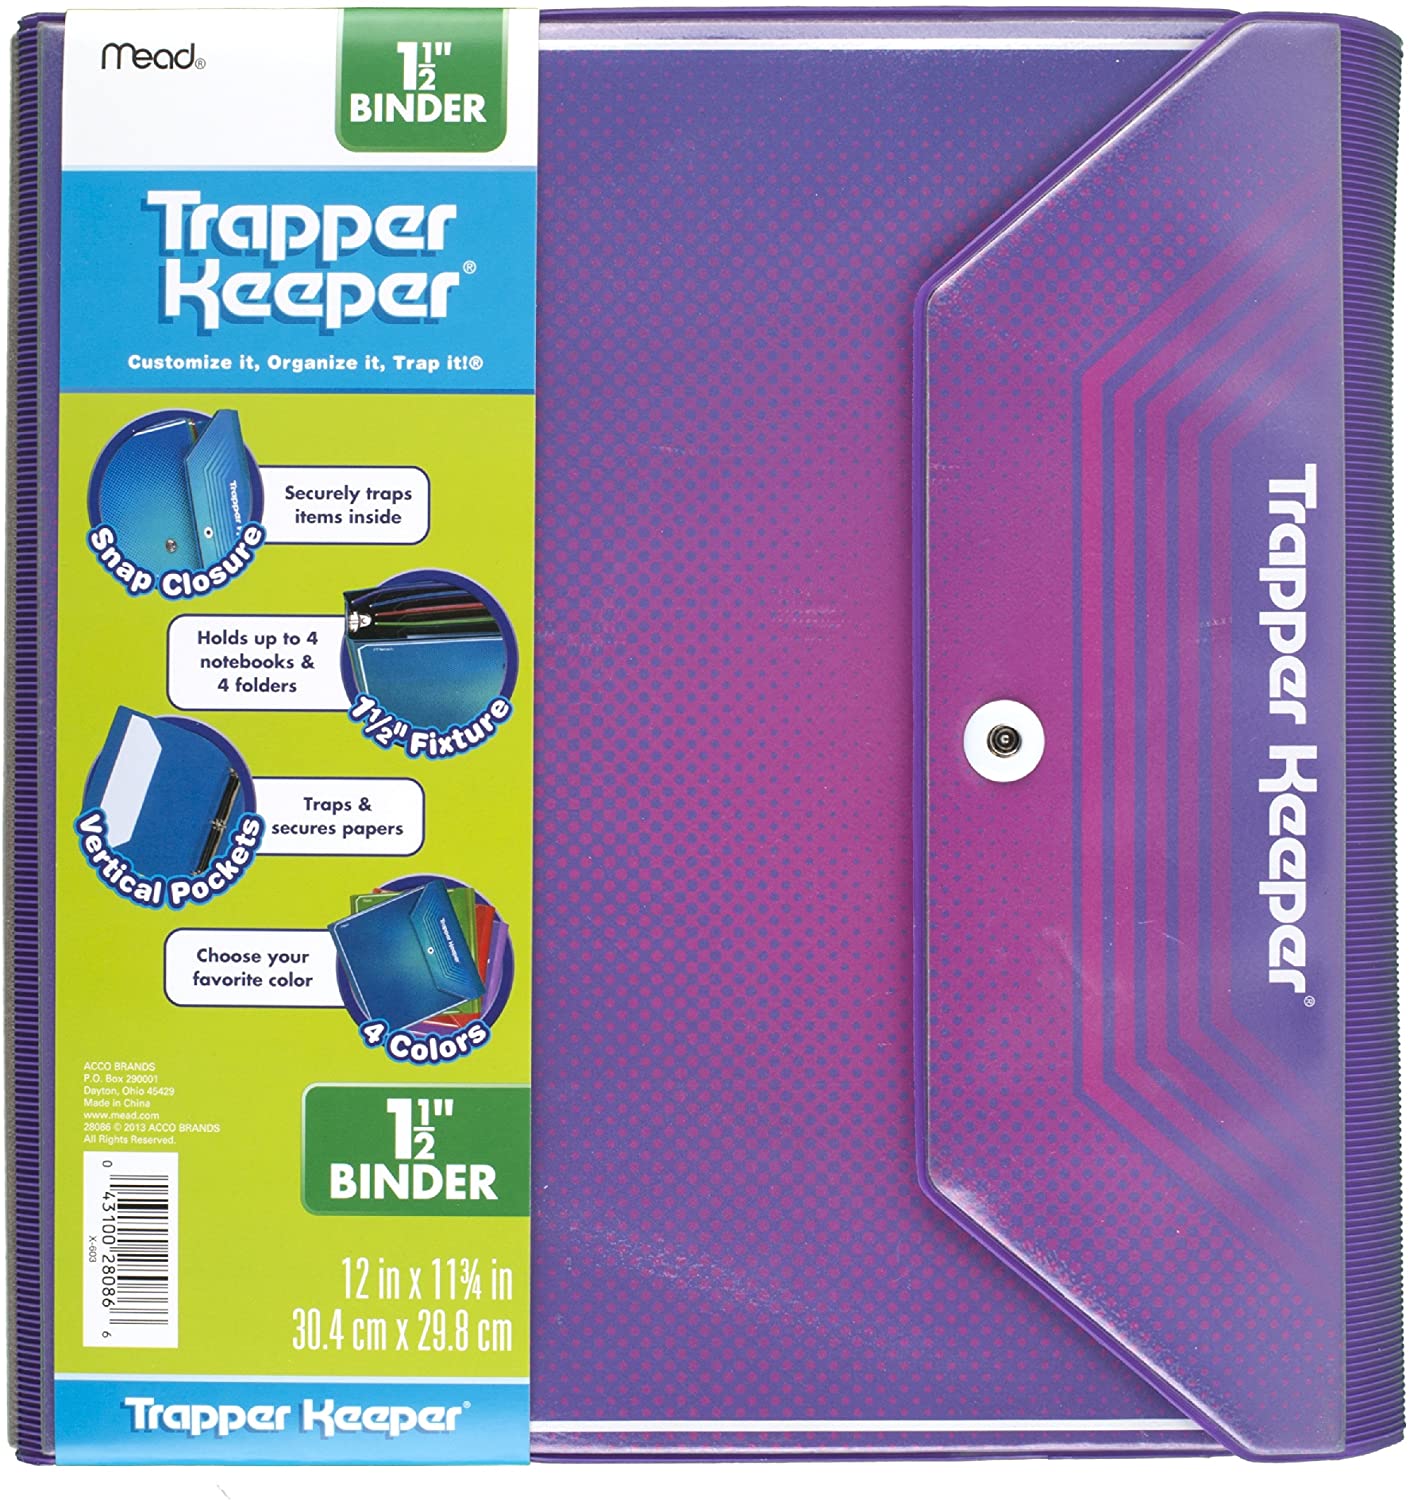 Mead®
1 1/2"
BINDER
Trapper
Keeper®
Customize it, Organize it, Trap it!®
Securely traps
items inside
Snap Closure
Trapper K
Holds up to 4
notebooks &
4 folders
1 1/2" Fixture
Traps &
secures papers
Vertical Pockets
Choose your
favorite color
Trapper Keeper
4 Colors
ACCO BRANDS
P.O. Box 290001
Dayton, Ohio 45429
Made in China
www.mead.com
28086 © 2013 ACCO BRANDS
All Rights Reserved.
0 43100 28086 6
X-603
1 1/2"
BINDER
12 in x 11¾ in
30.4 cm x 29.8 cm
Trapper Keeper®
Trapper Keeper®